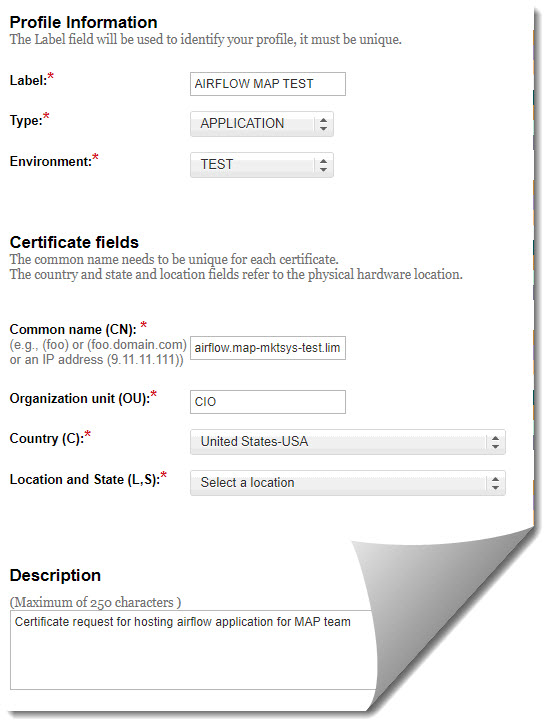 Profile Information
The Label field will be used to identify your profile, it must be unique.
Label:*
AIRFLOW MAP TEST
Type:*
APPLICATION
Environment:*
TEST
Certificate fields
The common name needs to be unique for each certificate.
The country and state and location fields refer to the physical hardware location.
Common name (CN): *
(e.g., (foo) or (foo.domain.com)
or an IP address (9.11.11.111))
airflow.map-mktsys-test.lim
Organization unit (OU):*
CIO
Country (C):*
United States-USA
Location and State (L,S):*
Select a location
Description
(Maximum of 250 characters )
Certificate request for hosting airflow application for MAP team